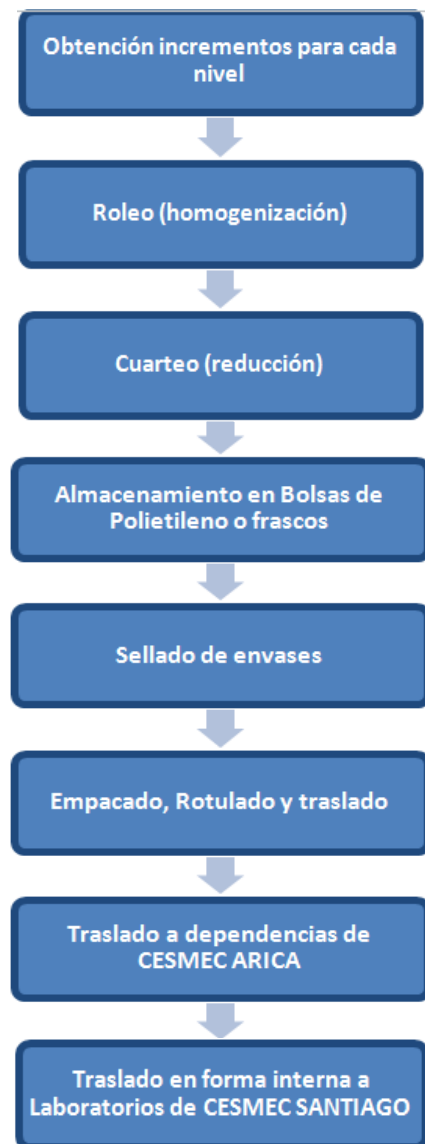 Obtención incrementos para cada
nivel
Roleo (homogenización)
Cuarteo (reducción)
Almacenamiento en Bolsas de
Polietileno o frascos
Sellado de envases
Empacado, Rotulado y traslado
Traslado a dependencias de
CESMEC ARICA
Traslado en forma interna a
Laboratorios de CESMEC SANTIAGO